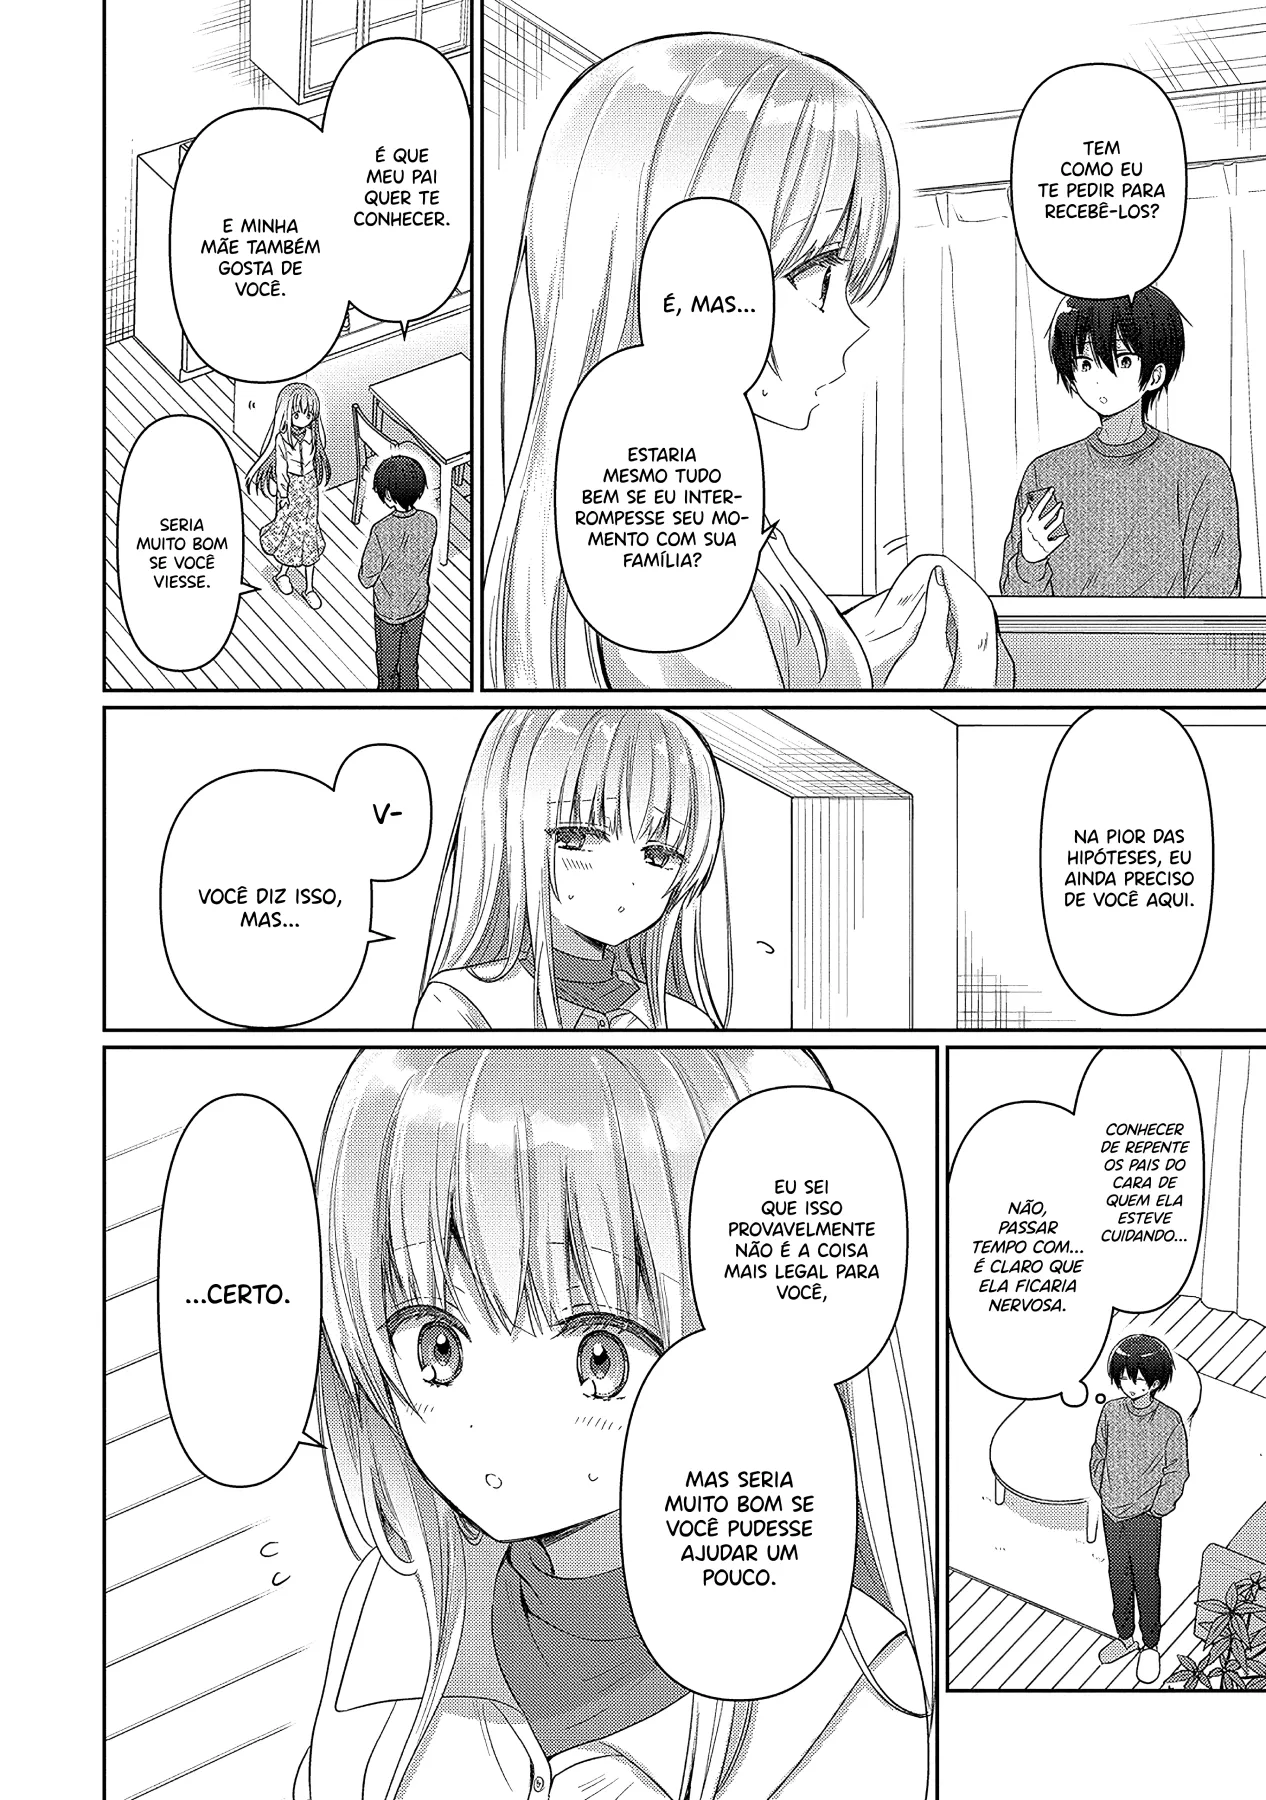 TEM
COMO EU
TE PEDIR PARA
RECEBÊ-LOS?
É, MAS...
ESTARIA
MESMO TUDO
BEM SE EU INTER-
ROMPESSE SEU MO-
MENTO COM SUA
FAMÍLIA?
É QUE
MEU PAI
QUER TE
CONHECER.
E MINHA
MÃE TAMBÉM
GOSTA DE
VOCÊ.
SERIA
MUITO BOM
SE VOCÊ
VIESSE.
NA PIOR DAS
HIPÓTESES, EU
AINDA PRECISO
DE VOCÊ AQUI.
V-
VOCÊ DIZ ISSO,
MAS...
CONHECER
DE REPENTE
OS PAIS DO
CARA DE
QUEM ELA
ESTEVE
CUIDANDO...
NÃO,
PASSAR
TEMPO COM...
É CLARO QUE
ELA FICARIA
NERVOSA.
EU SEI
QUE ISSO
PROVAVELMENTE
NÃO É A COISA
MAIS LEGAL PARA
VOCÊ,
MAS SERIA
MUITO BOM SE
VOCÊ PUDESSE
AJUDAR UM
POUCO.
...CERTO.